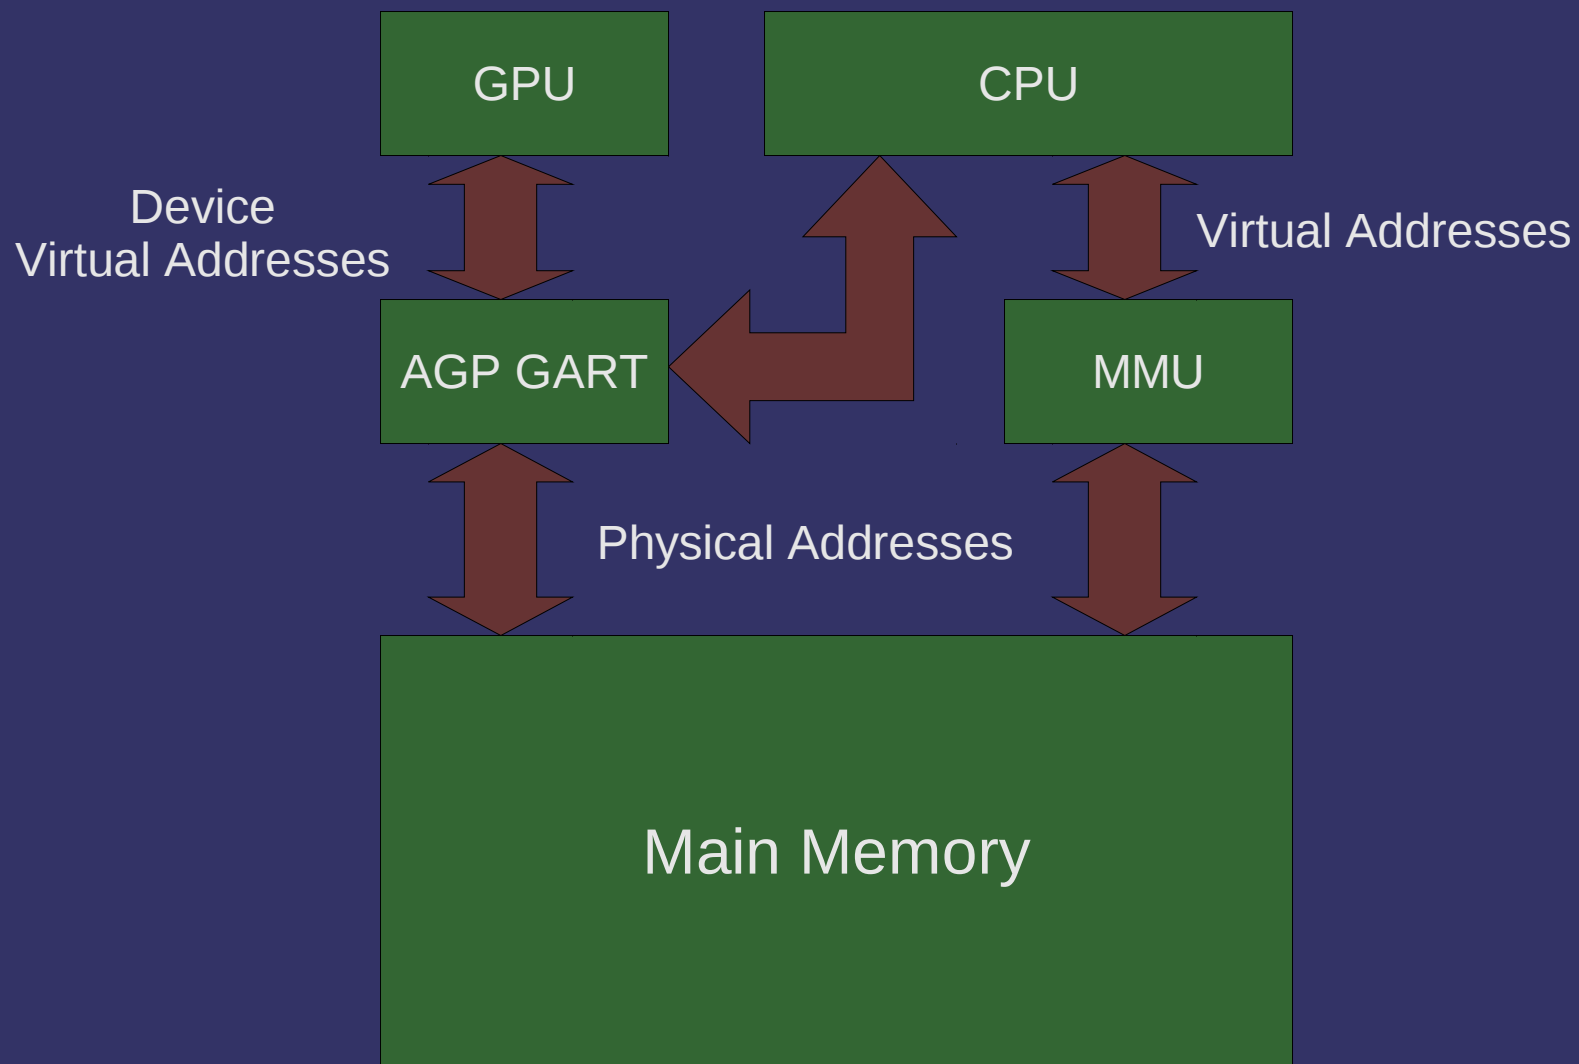 GPU
CPU
Device
Virtual Addresses
Virtual Addresses
AGP GART
MMU
Physical Addresses
Main Memory